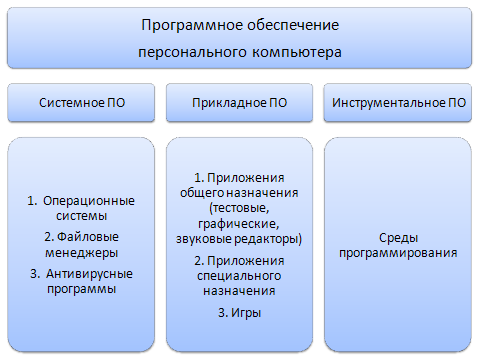 Программное обеспечение
персонального компьютера
Системное ПО
Прикладное ПО
Инструментальное ПО
1. Операционные
системы
2. Файловые
менеджеры
3. Антивирусные
программы
1. Приложения
общего назначения
(тестовые,
графические,
звуковые редакторы)
2. Приложения
специального
назначения
3. Игры
Среды
программирования